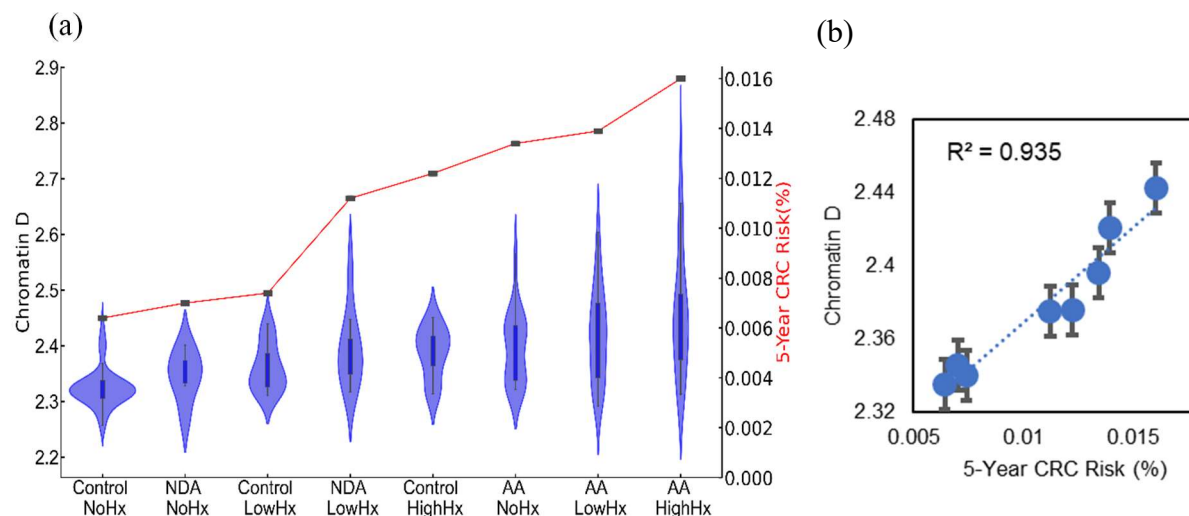 (a)
2.9
2.8
2.7
2.6
2.5
2.4
2.3
2.2
Chromatin D
0.016
0.014
0.012
0.010
0.008
0.006
0.004
0.002
0.000
5-Year CRC Risk(%)
Control NDA Control NDA Control AA AA AA
NoHx NoHx LowHx LowHx HighHx NoHx LowHx HighHx
(b)
R² = 0.935
2.48
2.44
2.4
2.36
2.32
Chromatin D
0.005 0.01 0.015
5-Year CRC Risk (%)